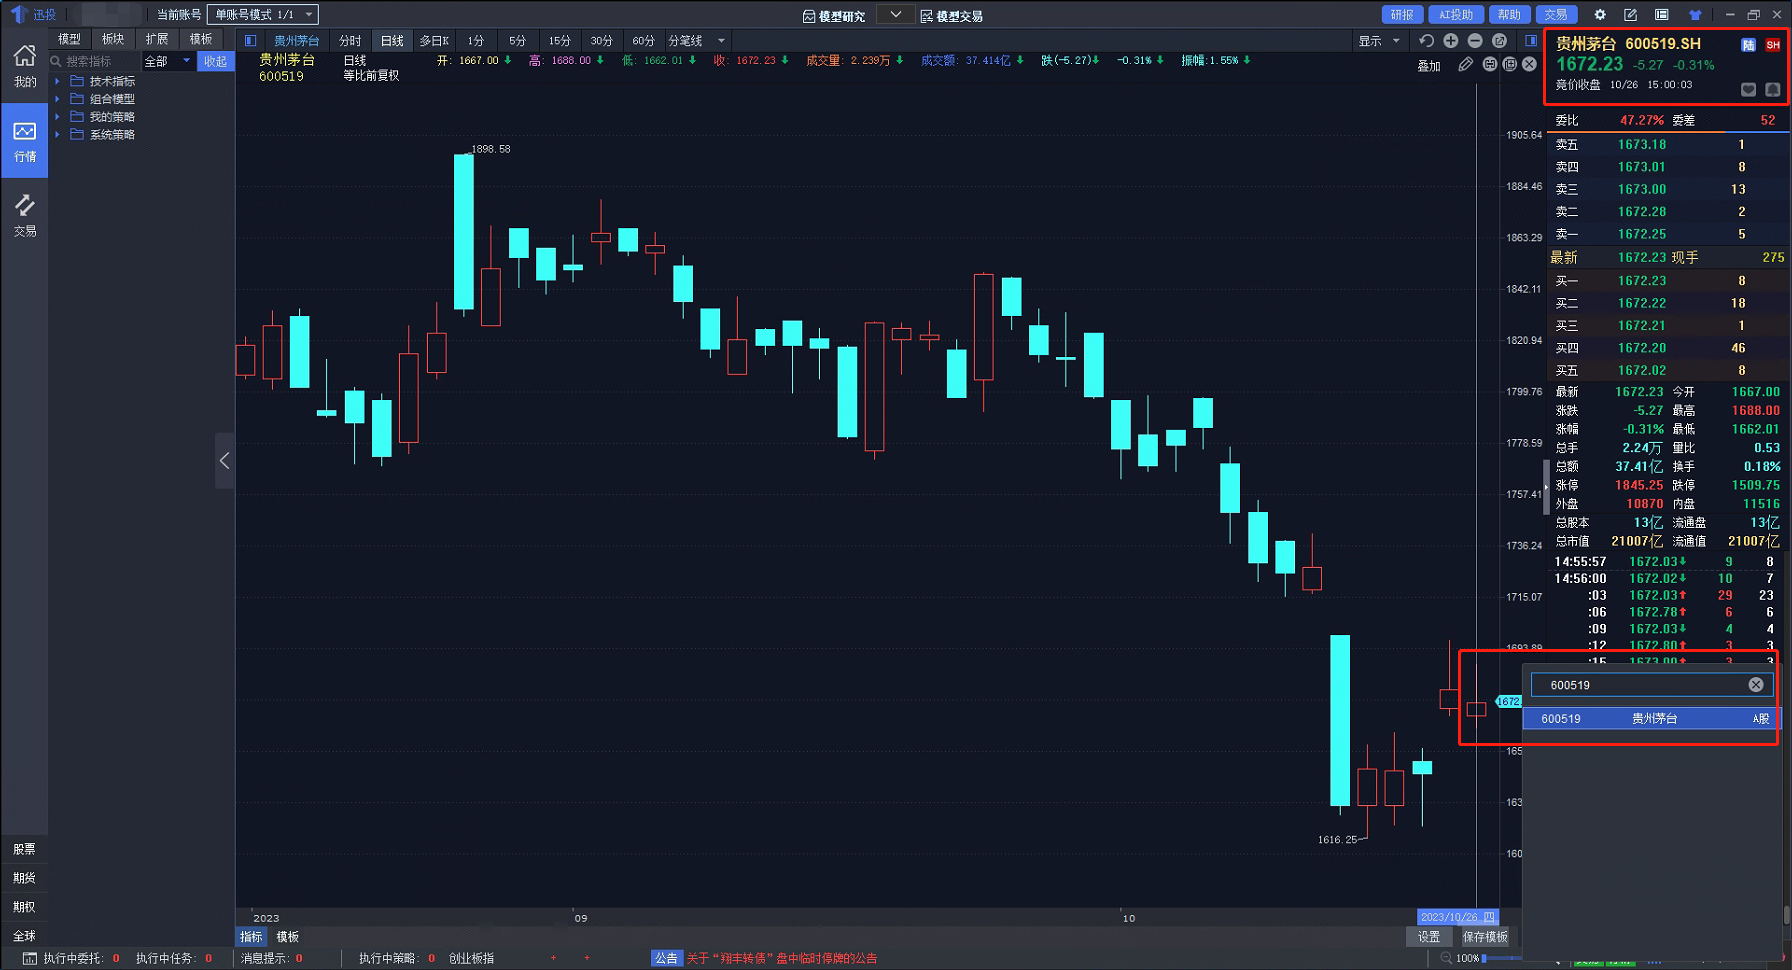 迅投 当前账号 单账号模式 1/1 模型研究 模型交易 研报 AI投助 帮助 交易
模型 板块 扩展 模板 贵州茅台 分时 日线 多日K 1分 5分 15分 30分 60分 分笔线 显示
搜索指标 全部 收起
技术指标
组合模型
我的策略
系统策略
我的
行情
交易
股票
期货
期权
全球
贵州茅台 日线 开: 1667.00 高: 1688.00 低: 1662.01 收: 1672.23 成交量: 2.239万 成交额: 37.414亿 跌(-5.27) -0.31% 振幅:1.55%
600519 等比前复权
叠加
1905.64
1884.46
1863.29
1842.11
1820.94
1799.76
1778.59
1757.41
1736.24
1715.07
1693.89
1672.
165
163
160
1898.58
1616.25
2023 09 10 2023/10/26 四
指标 模板 设置 保存模板
贵州茅台 600519.SH 陆 SH
1672.23 -5.27 -0.31%
竞价收盘 10/26 15:00:03
委比 47.27% 委差 52
卖五 1673.18 1
卖四 1673.01 8
卖三 1673.00 13
卖二 1672.28 2
卖一 1672.25 5
最新 1672.23 现手 275
买一 1672.23 8
买二 1672.22 18
买三 1672.21 1
买四 1672.20 46
买五 1672.02 8
最新 1672.23 今开 1667.00
涨跌 -5.27 最高 1688.00
涨幅 -0.31% 最低 1662.01
总手 2.24万 量比 0.53
总额 37.41亿 换手 0.18%
涨停 1845.25 跌停 1509.75
外盘 10870 内盘 11516
总股本 13亿 流通盘 13亿
总市值 21007亿 流通值 21007亿
14:55:57 1672.03 9 8
14:56:00 1672.02 10 7
:03 1672.03 29 23
:06 1672.78 6 6
:09 1672.03 4 4
:12 1672.80 3 3
:15 1673.00 3 3
600519
600519 贵州茅台 A股
执行中委托: 0 执行中任务: 0 消息提示: 0 执行中策略: 0 创业板指 + + 公告 关于“翔丰转债”盘中临时停牌的公告 100%